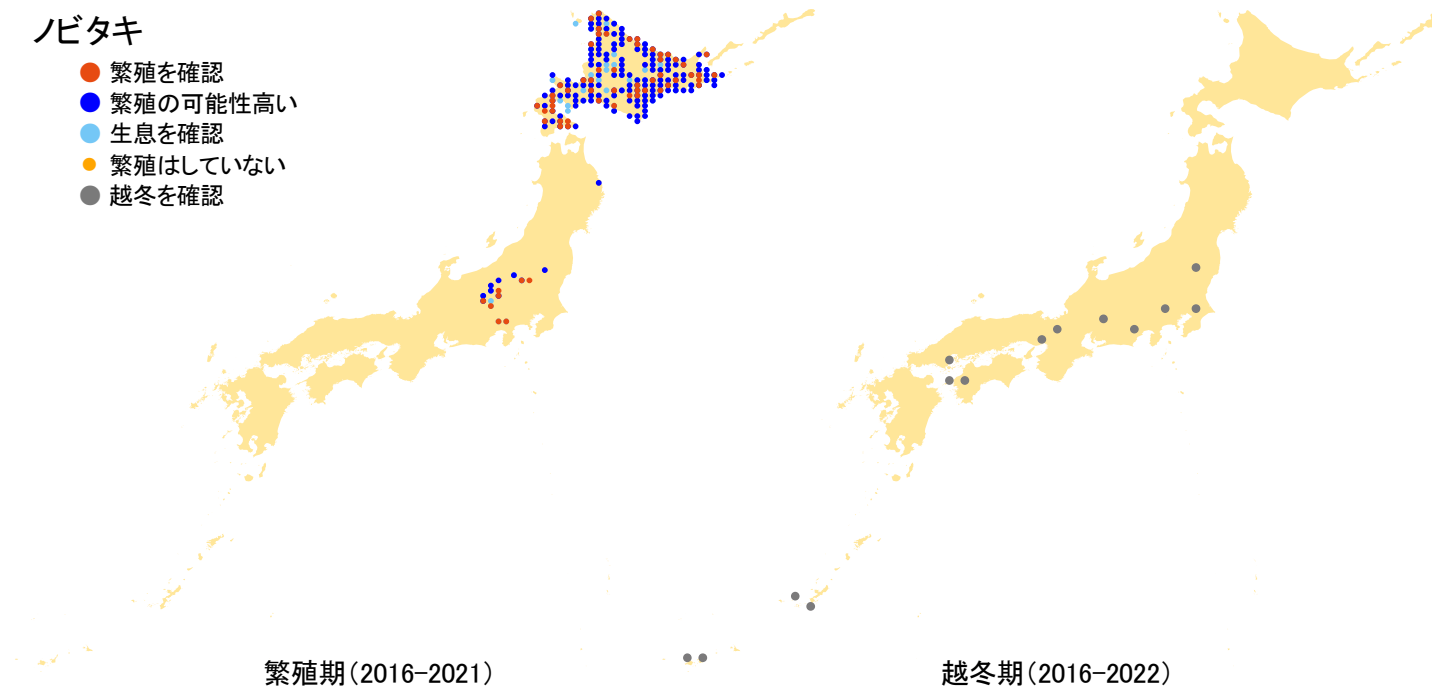 ノビタキ
繁殖を確認
繁殖の可能性高い
生息を確認
繁殖はしていない
越冬を確認
繁殖期（2016-2021）
越冬期（2016-2022）